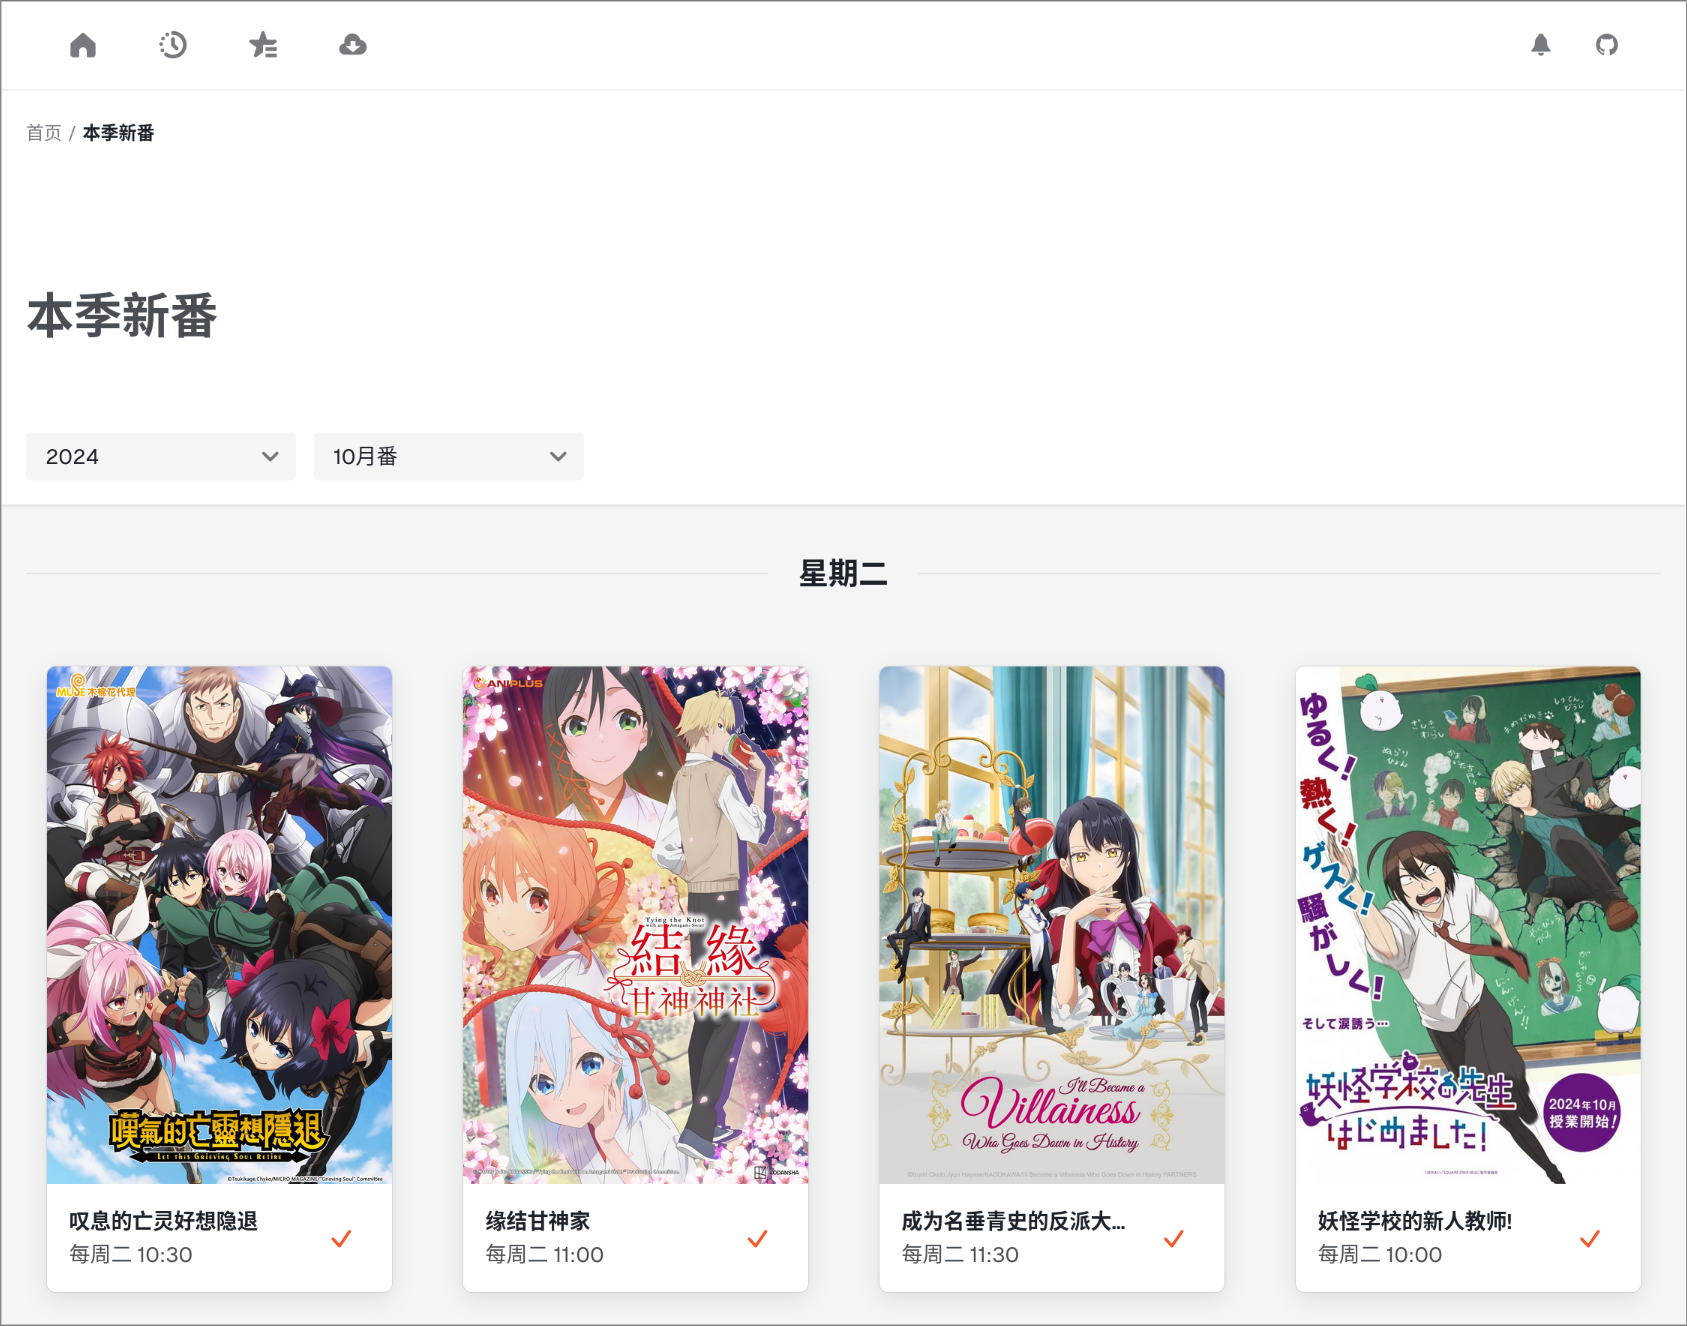 首页 / 本季新番
本季新番
2024
10月番
星期二
MUSE 木棉花代理
嘆氣的亡靈想隱退
Let this Grieving Soul Retire
©Tsukikage,Chyko/MICRO MAGAZINE/"Grieving Soul" Committee
叹息的亡灵好想隐退
每周二 10:30
ANIPLUS
Tying the Knot
with an Amagami Sister
結緣
甘神神社
KODANSHA
缘结甘神家
每周二 11:00
I'll Become a
Villainess
Who Goes Down in History
成为名垂青史的反派大...
每周二 11:30
ゆるく!
熱く!
ゲスく!
騒がしく!
そして涙誘う…
妖怪学校の先生
はじめました!
2024年10月
授業開始!
妖怪学校的新人教师!
每周二 10:00